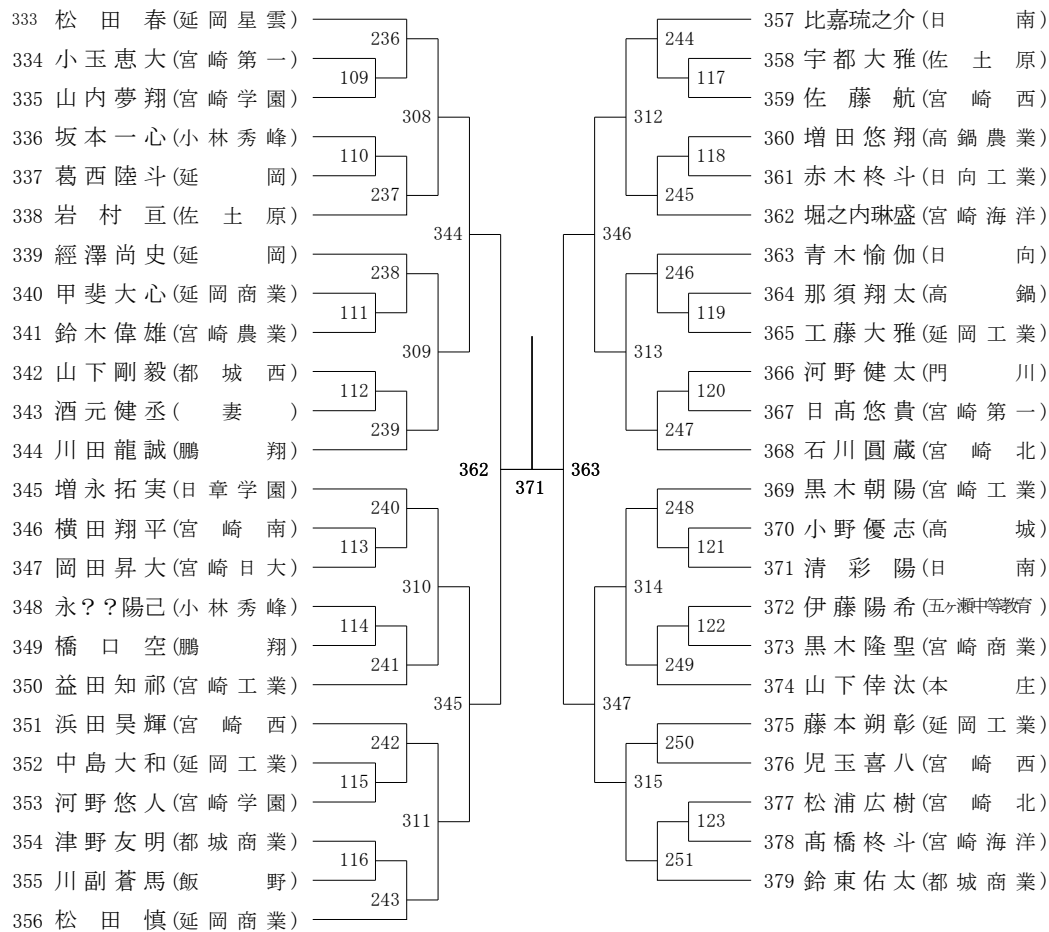 333 松田春(延岡星雲)
334 小玉恵大(宮崎第一)
335 山内夢翔(宮崎学園)
336 坂本一心(小林秀峰)
337 葛西陸斗(延岡)
338 岩村亘(佐土原)
339 經澤尚史(延岡)
340 甲斐大心(延岡商業)
341 鈴木偉雄(宮崎農業)
342 山下剛毅(都城西)
343 酒元健丞(妻)
344 川田龍誠(鵬翔)
345 増永拓実(日章学園)
346 横田翔平(宮崎南)
347 岡田昇大(宮崎日大)
348 永??陽己(小林秀峰)
349 橋口空(鵬翔)
350 益田知祁(宮崎工業)
351 浜田昊輝(宮崎西)
352 中島大和(延岡工業)
353 河野悠人(宮崎学園)
354 津野友明(都城商業)
355 川副蒼馬(飯野)
356 松田慎(延岡商業)
236
109
308
110
237
344
238
111
309
112
239
362
240
113
310
114
241
345
242
115
311
116
243
371
363
244
117
312
118
245
346
246
119
313
120
247
248
121
314
122
249
347
250
315
123
251
357 比嘉琉之介(日南)
358 宇都大雅(佐土原)
359 佐藤航(宮崎西)
360 増田悠翔(高鍋農業)
361 赤木柊斗(日向工業)
362 堀之内琳盛(宮崎海洋)
363 青木愉伽(日向)
364 那須翔太(高鍋)
365 工藤大雅(延岡工業)
366 河野健太(門川)
367 日髙悠貴(宮崎第一)
368 石川圓蔵(宮崎北)
369 黒木朝陽(宮崎工業)
370 小野優志(高城)
371 清彩陽(日南)
372 伊藤陽希(五ヶ瀬中等教育)
373 黒木隆聖(宮崎商業)
374 山下倖汰(本庄)
375 藤本朔彰(延岡工業)
376 児玉喜八(宮崎西)
377 松浦広樹(宮崎北)
378 髙橋柊斗(宮崎海洋)
379 鈴東佑太(都城商業)